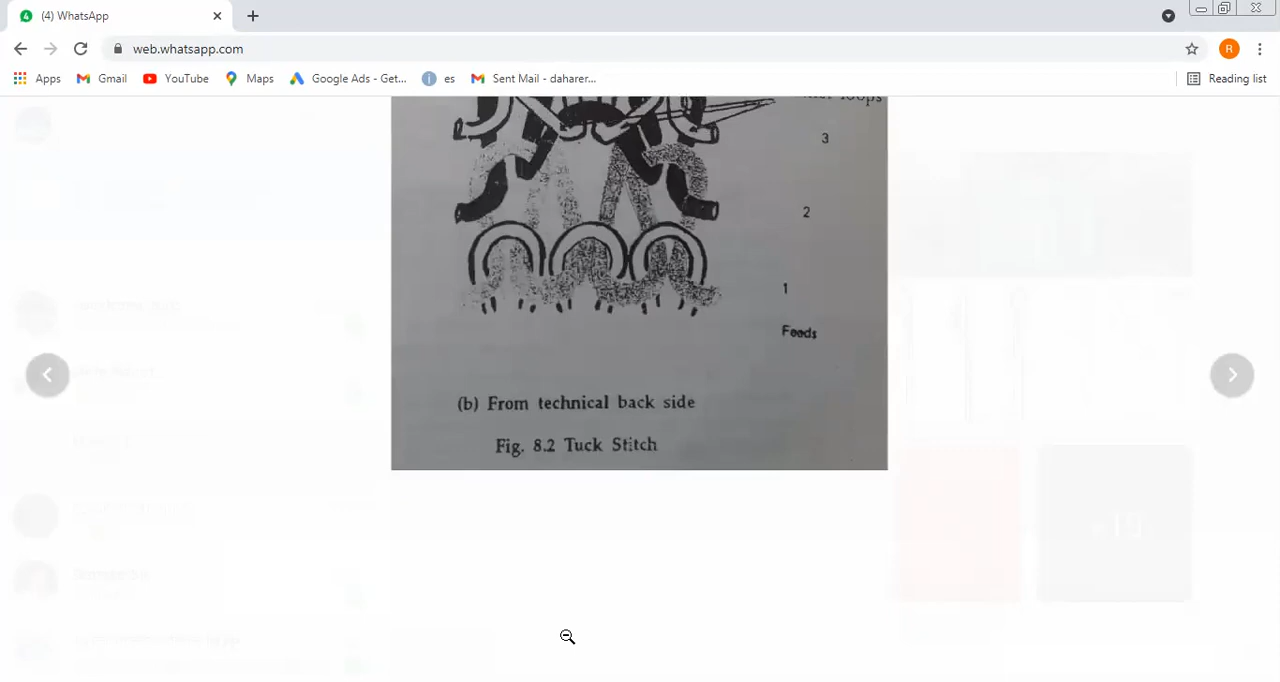 (4) WhatsApp
web.whatsapp.com
Apps
Gmail
YouTube
Maps
Google Ads - Get...
es
Sent Mail - daharer...
Reading list
R
loops
3
2
1
Feeds
(b) From technical back side
Fig. 8.2 Tuck Stitch